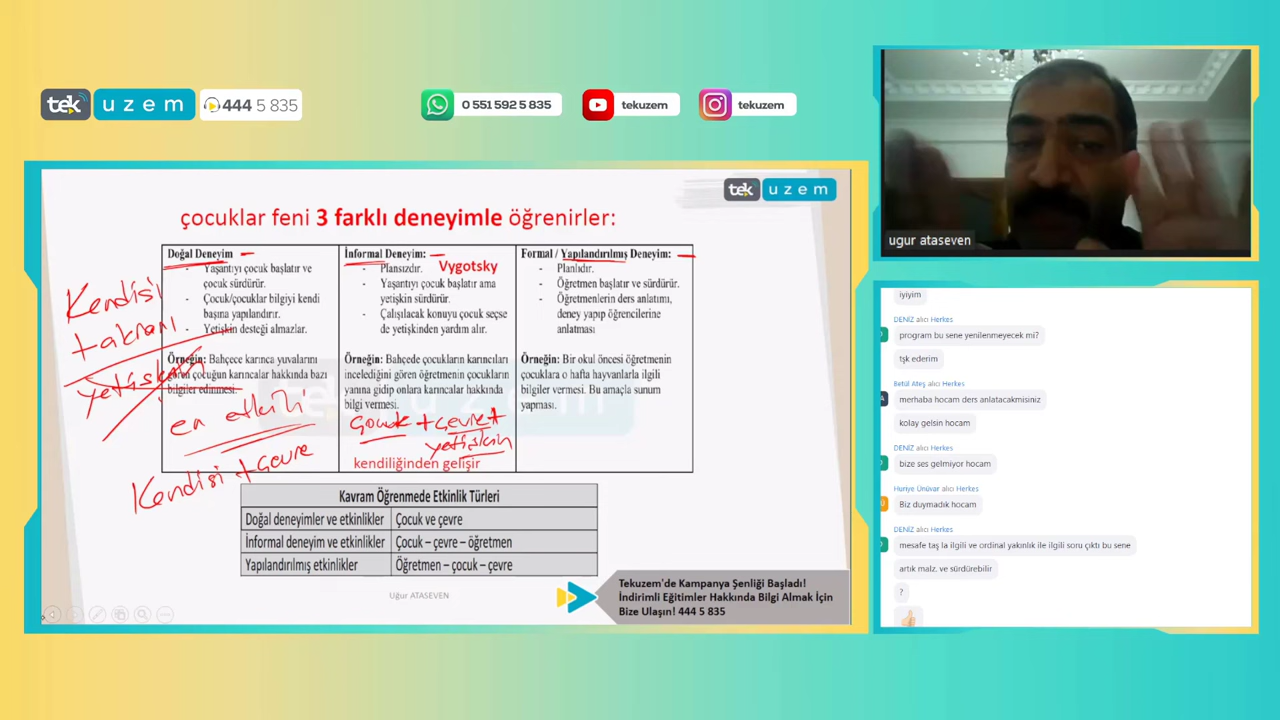 tek uzem 444 5 835
0 551 592 5 835
tekuzem
tekuzem
tek uzem
çocuklar feni 3 farklı deneyimle öğrenirler:
Doğal Deneyim
- Yaşantıyı çocuk başlatır ve
çocuk sürdürür.
- Çocuk/çocuklar bilgiyi kendi
başına yapılandırır.
- Yetişkin desteği almazlar.
Örneğin: Bahçece karınca yuvalarını
gören çocuğun karıncalar hakkında bazı
bilgiler edinmesi.
İnformal Deneyim:
- Plansızdır.
Vygotsky
- Yaşantıyı çocuk başlatır ama
yetişkin sürdürür.
- Çalışılacak konuyu çocuk seçse
de yetişkinden yardım alır.
Örneğin: Bahçede çocukların karıncaları
incelediğini gören öğretmenin çocukların
yanına gidip onlara karıncalar hakkında
bilgi vermesi.
Çocuk + çevre +
yetişkin
kendiliğinden gelişir
Formal / Yapılandırılmış Deneyim:
- Planlıdır.
- Öğretmen başlatır ve sürdürür.
- Öğretmenlerin ders anlatımı,
deney yapıp öğrencilerine
anlatması
Örneğin: Bir okul öncesi öğretmenin
çocuklara o hafta hayvanlarla ilgili
bilgiler vermesi. Bu amaçla sunum
yapması.
Kendisi
takranı
yetişkin
en etkili
Kendisi + çevre
Kavram Öğrenmede Etkinlik Türleri
Doğal deneyimler ve etkinlikler Çocuk ve çevre
İnformal deneyim ve etkinlikler Çocuk – çevre – öğretmen
Yapılandırılmış etkinlikler Öğretmen – çocuk – çevre
Uğur ATASEVEN
Tekuzem'de Kampanya Şenliği Başladı!
İndirimli Eğitimler Hakkında Bilgi Almak İçin
Bize Ulaşın! 444 5 835
ugur ataseven
iyiyim
DENİZ alıcı Herkes
program bu sene yenilenmeyecek mi?
tşk ederim
Betül Ateş alıcı Herkes
merhaba hocam ders anlatacakmisiniz
kolay gelsin hocam
DENİZ alıcı Herkes
bize ses gelmiyor hocam
Huriye Ünüvar alıcı Herkes
Biz duymadık hocam
DENİZ alıcı Herkes
mesafe taş la ilgili ve ordinal yakınlık ile ilgili soru çıktı bu sene
artık malz. ve sürdürebilir
?